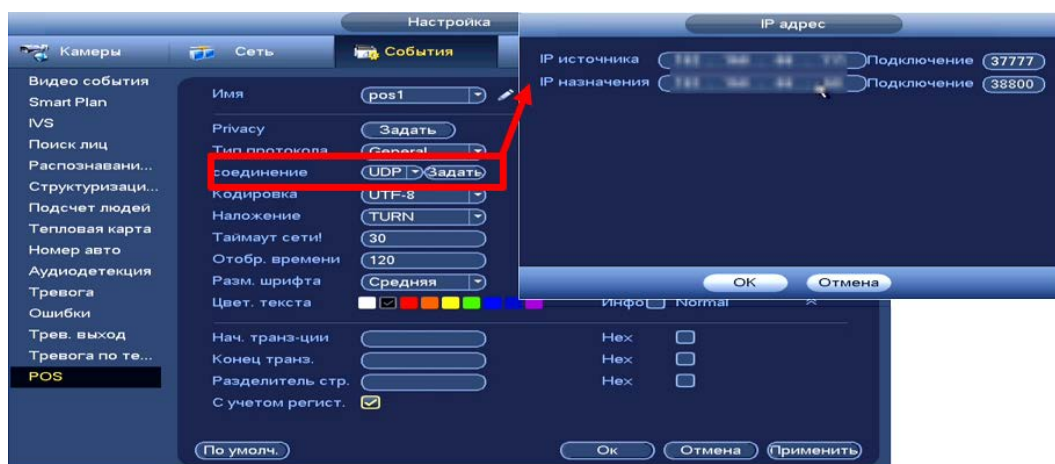 Настройка
Камеры
Сеть
События
Видео события
Smart Plan
IVS
Поиск лиц
Распознавани...
Структуризаци...
Подсчет людей
Тепловая карта
Номер авто
Аудиодетекция
Тревога
Ошибки
Трев. выход
Тревога по те...
POS
Имя pos1
Privacy Задать
Тип протокола General
соединение UDP Задать
Кодировка UTF-8
Наложение TURN
Таймаут сети! 30
Отобр. времени 120
Разм. шрифта Средняя
Цвет. текста Инфо Normal
Нач. транз-ции Hex
Конец транз. Hex
Разделитель стр. Hex
С учетом регист.
По умолч. Ок Отмена Применить
IP адрес
IP источника Подключение 37777
IP назначения Подключение 38800
OK Отмена